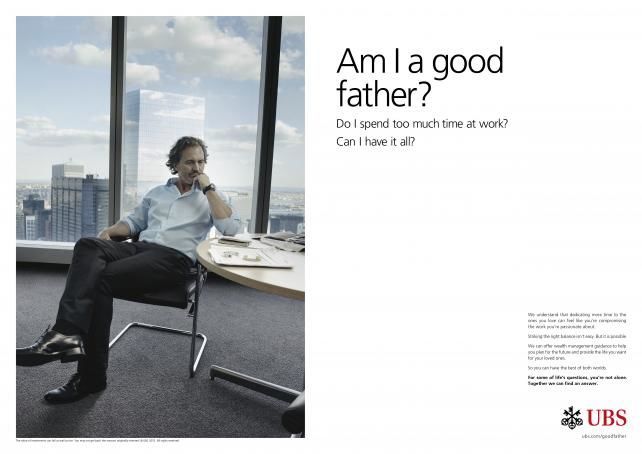 Am I a good
father?
Do I spend too much time at work?
Can I have it all?
We understand that dedicating more time to the
ones you love can feel like you're compromising
the work you're passionate about.
Striking the right balance isn't easy. But it is possible.
We can offer wealth management guidance to help
you plan for the future and provide the life you want
for your loved ones.
So you can have the best of both worlds.
For some of life's questions, you're not alone.
Together we can find an answer.
UBS
ubs.com/goodfather